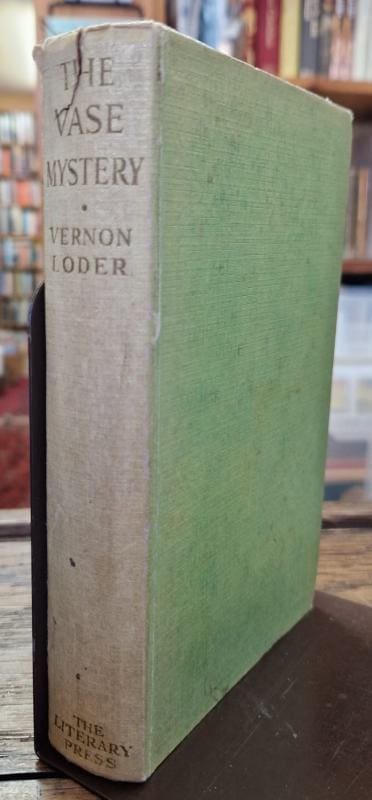 THE
VASE
MYSTERY
•
VERNON
LODER
THE
LITERARY
PRESS